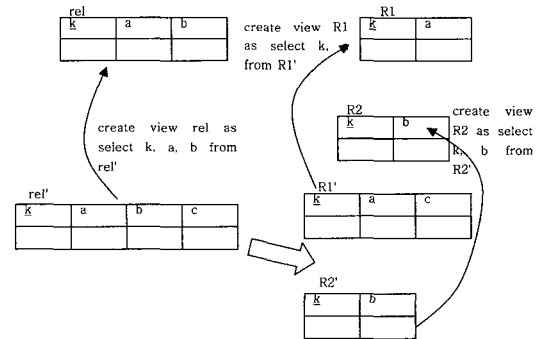 rel
k a b
create view R1
as select k,
from R1'
R1
k a
R2
k b
create view
R2 as select
k, b from
R2'
create view rel as
select k, a, b from
rel'
rel'
k a b c
R1'
k a c
R2'
k b